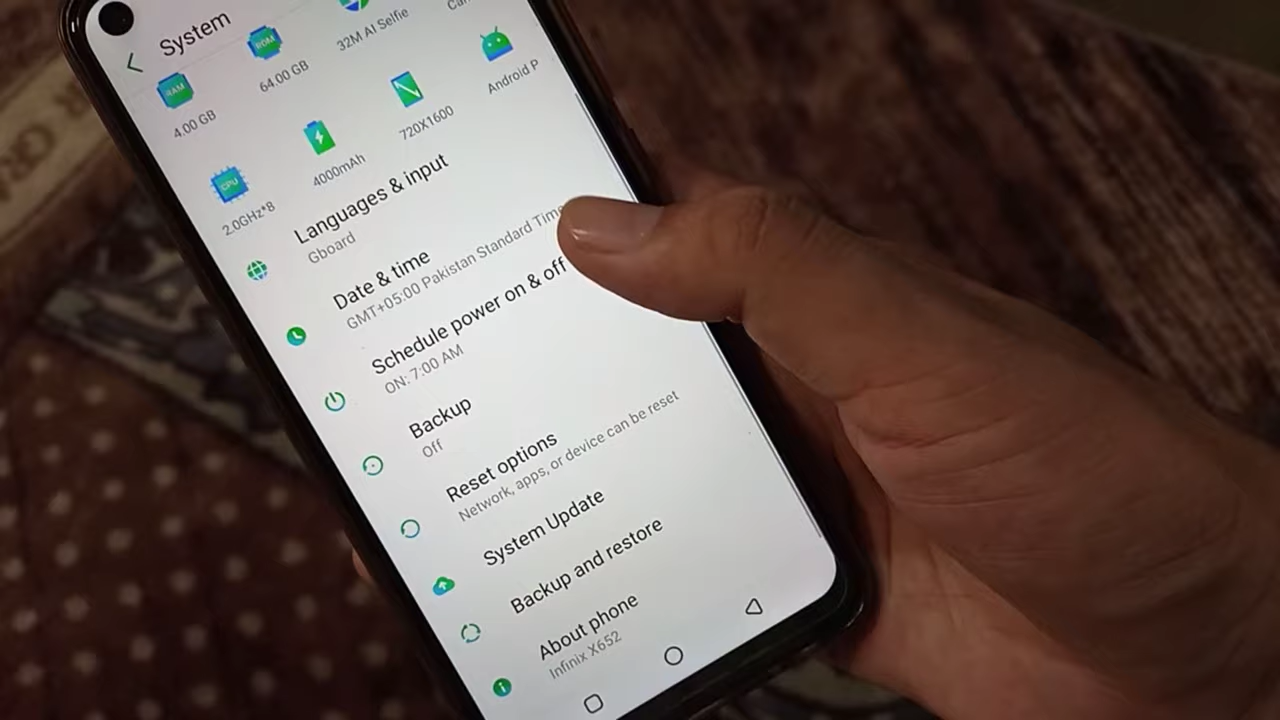 System
RAM
4.00 GB
ROM
64.00 GB
32M AI Selfie
CPU
2.0GHz*8
4000mAh
720X1600
Android P
Languages & input
Gboard
Date & time
GMT+05:00 Pakistan Standard Time
Schedule power on & off
ON: 7:00 AM
Backup
Off
Reset options
Network, apps, or device can be reset
System Update
Backup and restore
About phone
Infinix X652